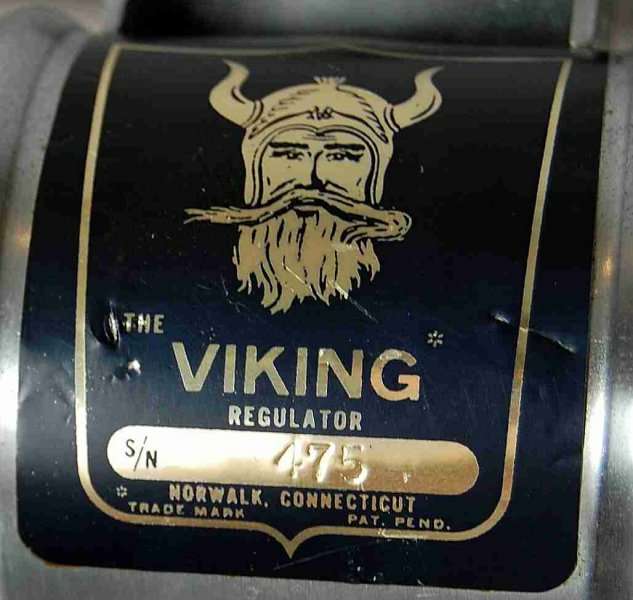 THE
VIKING*
REGULATOR
S/N 475
* NORWALK, CONNECTICUT
TRADE MARK PAT. PEND.